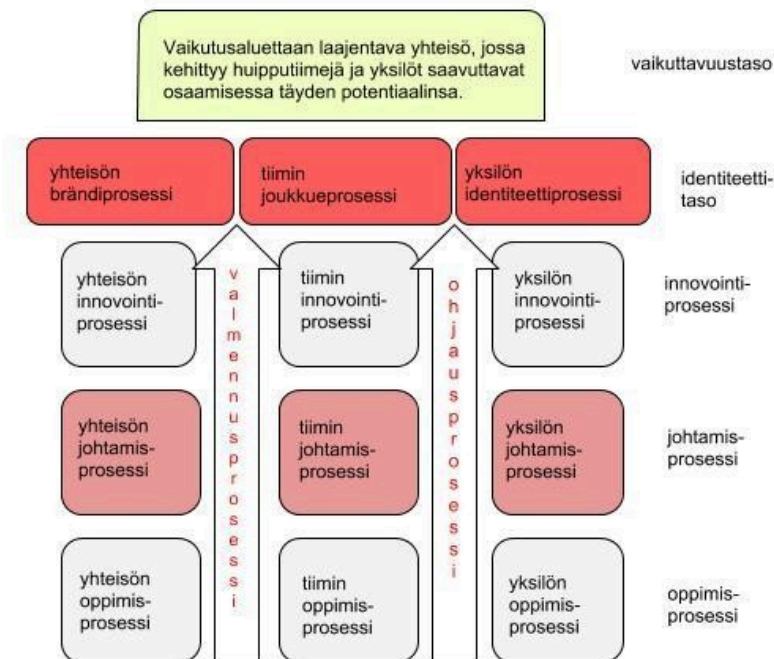 Vaikutusaluettaan laajentava yhteisö, jossa
kehittyy huipputiimejä ja yksilöt saavuttavat
osaamisessa täyden potentiaalinsa.
vaikuttavuustaso
yhteisön
brändiprosessi
tiimin
joukkueprosessi
yksilön
identiteettiprosessi
identiteetti-
taso
yhteisön
innovointi-
prosessi
valmennusprosessi
tiimin
innovointi-
prosessi
ohjausprosessi
yksilön
innovointi-
prosessi
innovointi-
prosessi
yhteisön
johtamis-
prosessi
tiimin
johtamis-
prosessi
yksilön
johtamis-
prosessi
johtamis-
prosessi
yhteisön
oppimis-
prosessi
tiimin
oppimis-
prosessi
yksilön
oppimis-
prosessi
oppimis-
prosessi